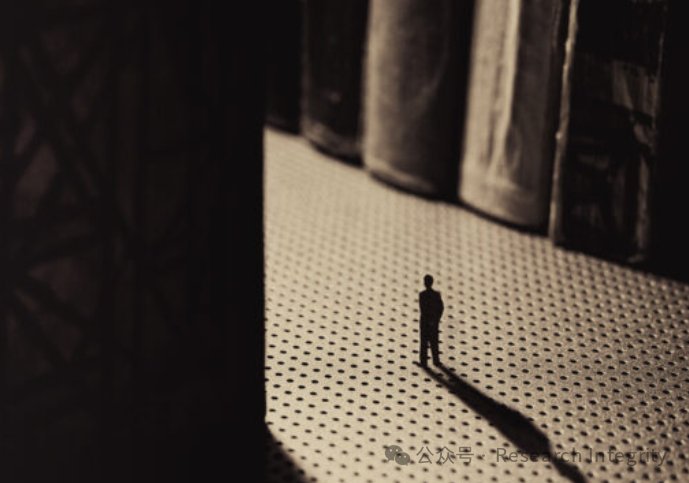 公众号 · Research Integrity